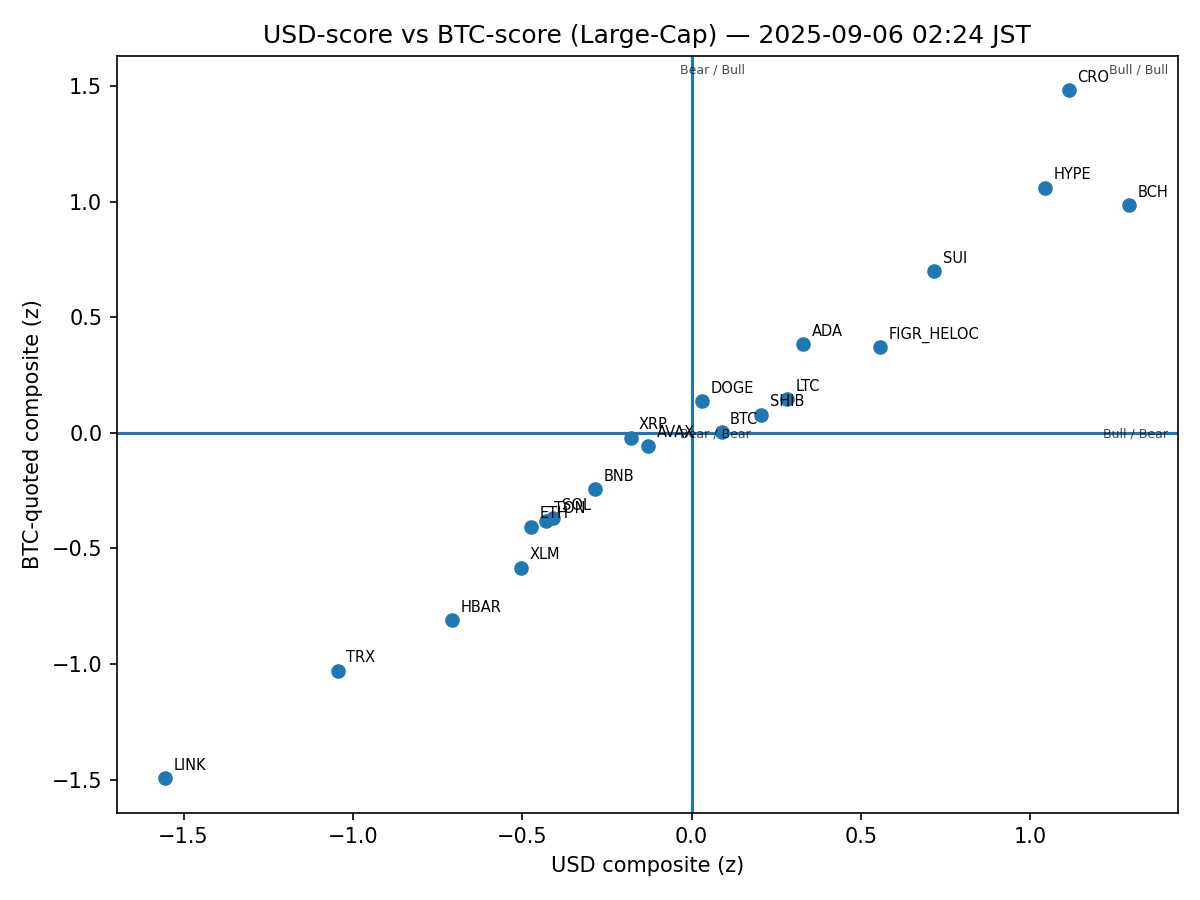 USD-score vs BTC-score (Large-Cap) — 2025-09-06 02:24 JST
Bear / Bull
Bull / Bull
CRO
HYPE
BCH
SUI
ADA
FIGR_HELOC
DOGE
LTC
SHIB
BTC
XRP
AVAX
Bear / Bear
Bull / Bear
BNB
SOL
TON
ETH
XLM
HBAR
TRX
LINK
1.5
1.0
0.5
0.0
−0.5
−1.0
−1.5
BTC-quoted composite (z)
−1.5
−1.0
−0.5
0.0
0.5
1.0
USD composite (z)